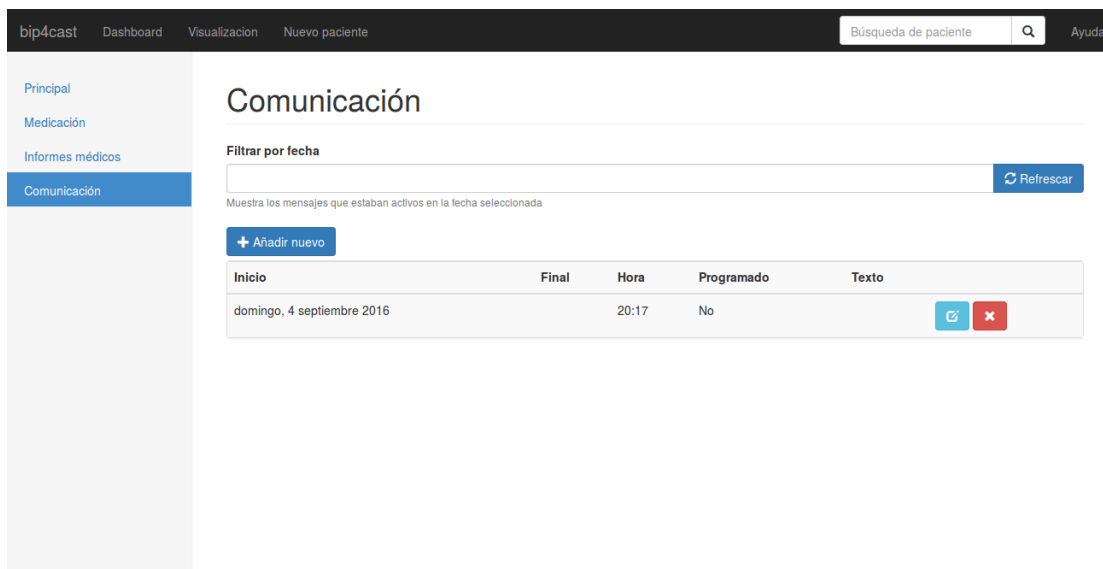 bip4cast Dashboard Visualizacion Nuevo paciente Búsqueda de paciente Ayuda
Principal
Medicación
Informes médicos
Comunicación
Comunicación
Filtrar por fecha
Refrescar
Muestra los mensajes que estaban activos en la fecha seleccionada
Añadir nuevo
Inicio Final Hora Programado Texto
domingo, 4 septiembre 2016 20:17 No